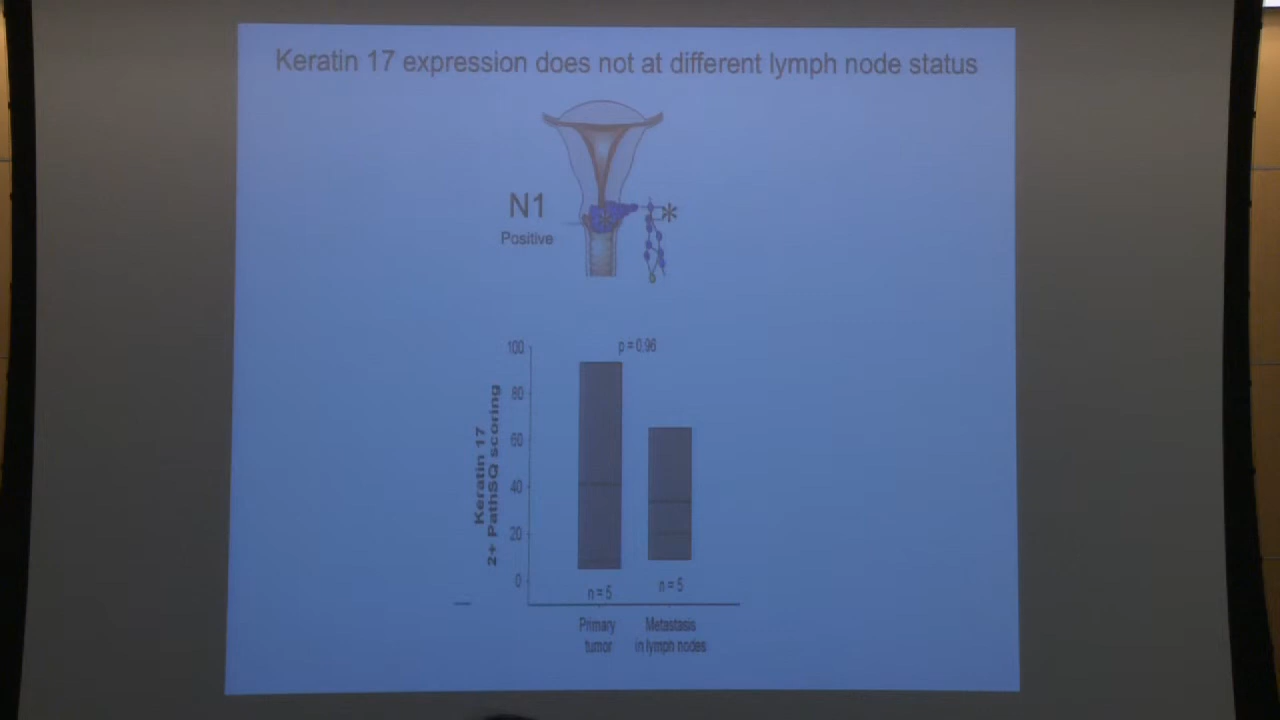 Keratin 17 expression does not at different lymph node status
N1
Positive
*
*
p = 0.96
100
80
60
40
20
0
Keratin 17
2+ PathSQ scoring
n = 5
n = 5
Primary
tumor
Metastasis
in lymph nodes